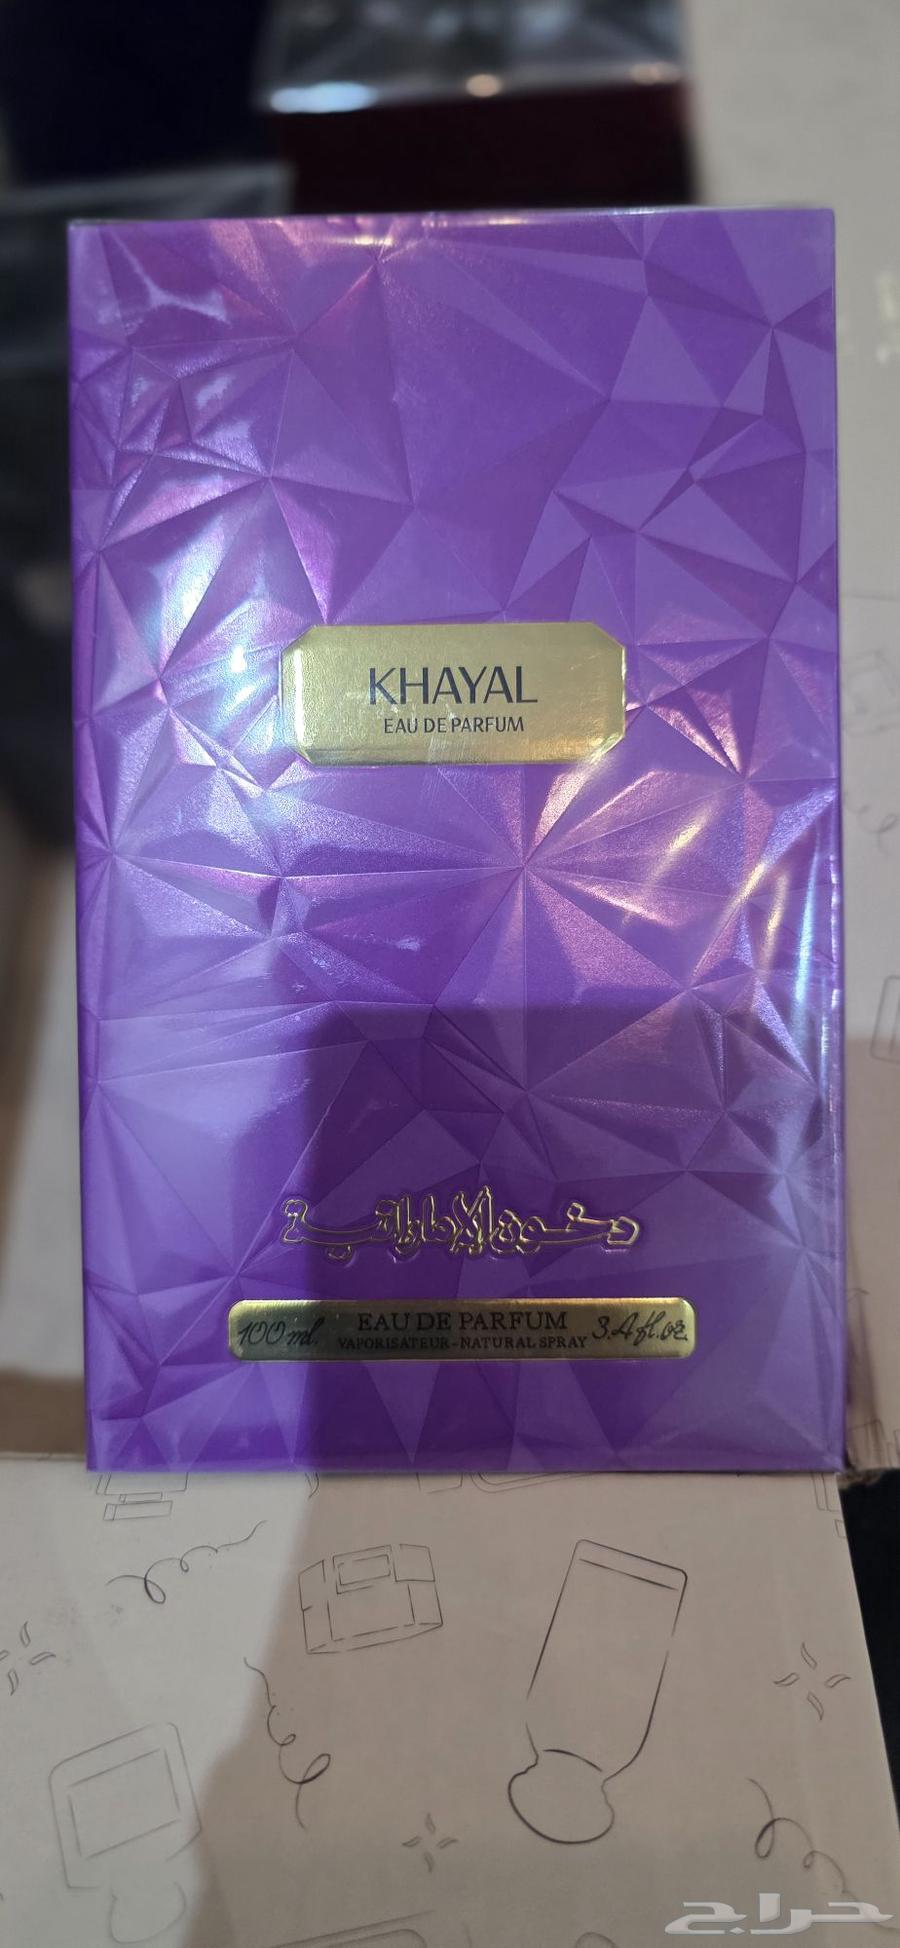 KHAYAL
EAU DE PARFUM
دخون الإماراتية
100 ml. EAU DE PARFUM 3.4 fl.oz.
VAPORISATEUR-NATURAL SPRAY
حراج